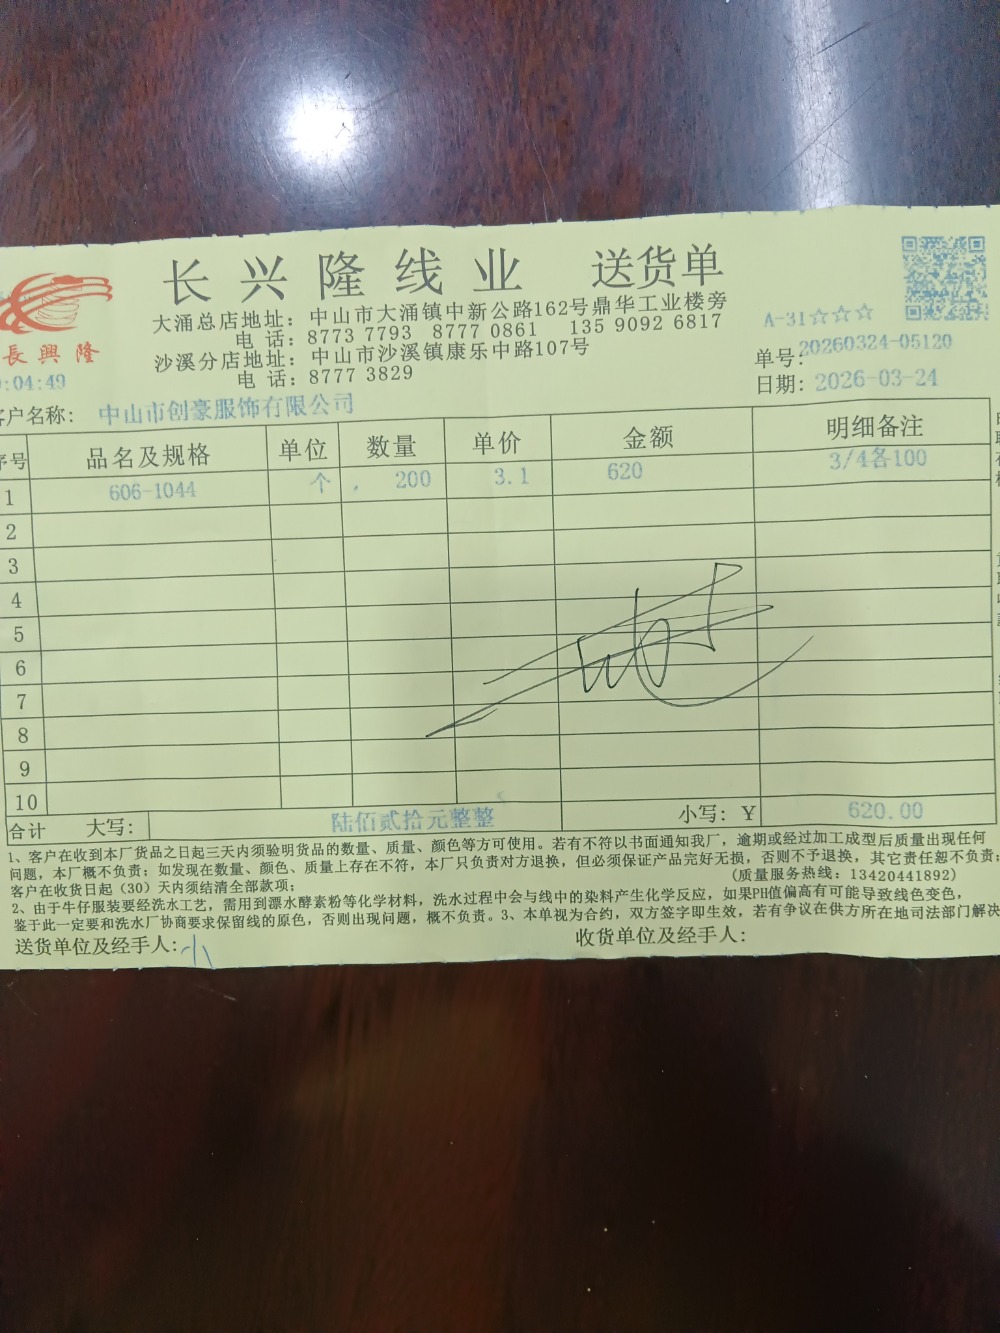 长兴隆线业 送货单
大涌总店地址：中山市大涌镇中新公路162号鼎华工业楼旁
电 话：8773 7793 8777 0861 135 9092 6817
沙溪分店地址：中山市沙溪镇康乐中路107号
电 话：8777 3829
長興隆
:04:49
A-31☆☆☆
单号:20260324-05120
日期: 2026-03-24
客户名称: 中山市创豪服饰有限公司
序号 品名及规格 单位 数量 单价 金额 明细备注
1 606-1044 个 200 3.1 620 3/4各100
2
3
4
5
6
7
8
9
10
合计 大写: 陆佰贰拾元整整 小写: ￥ 620.00
1、客户在收到本厂货品之日起三天内须验明货品的数量、质量、颜色等方可使用。若有不符以书面通知我厂，逾期或经过加工成型后质量出现任何
问题，本厂概不负责；如发现在数量、颜色、质量上存在不符，本厂只负责对方退换，但必须保证产品完好无损，否则不予退换，其它责任恕不负责；
客户在收货日起（30）天内须结清全部款项； (质量服务热线：13420441892)
2、由于牛仔服装要经洗水工艺，需用到漂水酵素粉等化学材料，洗水过程中会与线中的染料产生化学反应，如果PH值偏高有可能导致线色变色，
鉴于此一定要和洗水厂协商要求保留线的原色，否则出现问题，概不负责。3、本单视为合约，双方签字即生效，若有争议在供方所在地司法部门解决
送货单位及经手人: 小 收货单位及经手人: